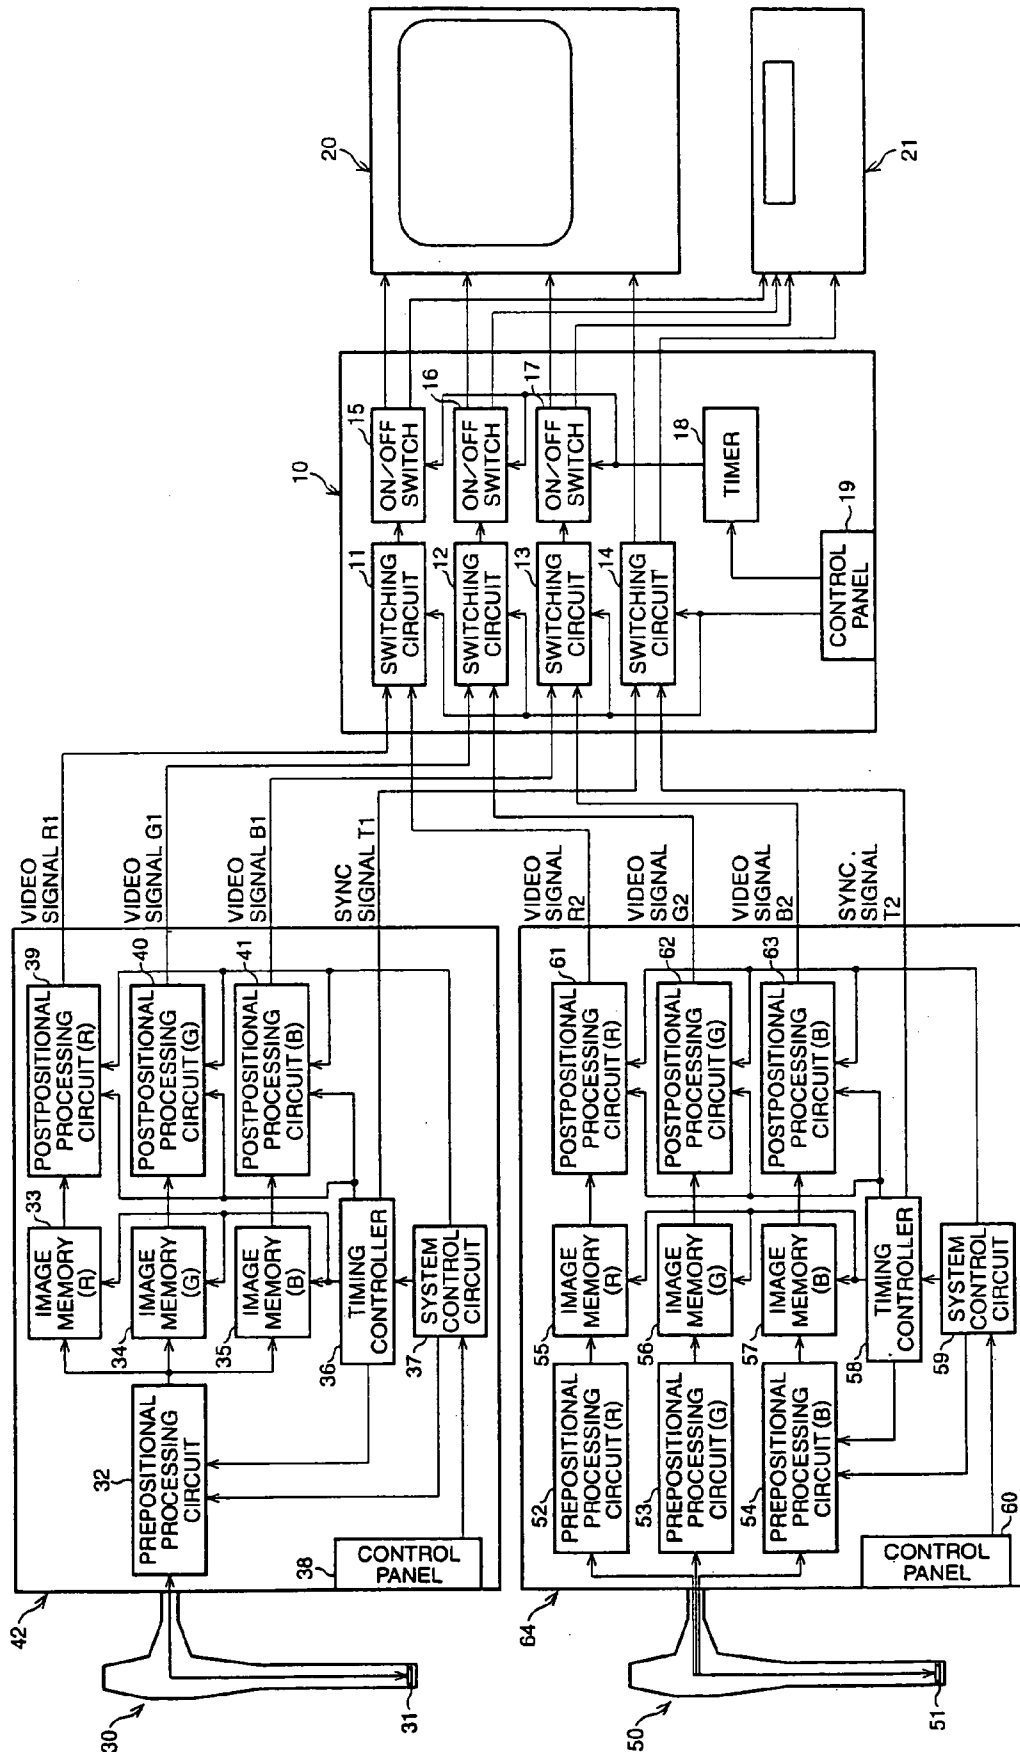 42
30
31
38
CONTROL
PANEL
32
PREPOSITIONAL
PROCESSING
CIRCUIT
33
IMAGE
MEMORY
(R)
34
IMAGE
MEMORY
(G)
35
IMAGE
MEMORY
(B)
36
TIMING
CONTROLLER
37
SYSTEM
CONTROL
CIRCUIT
39
POSTPOSITIONAL
PROCESSING
CIRCUIT(R)
40
POSTPOSITIONAL
PROCESSING
CIRCUIT(G)
41
POSTPOSITIONAL
PROCESSING
CIRCUIT(B)
VIDEO
SIGNAL R1
VIDEO
SIGNAL G1
VIDEO
SIGNAL B1
SYNC
SIGNAL T1
64
50
51
60
CONTROL
PANEL
52
PREPOSITIONAL
PROCESSING
CIRCUIT(R)
53
PREPOSITIONAL
PROCESSING
CIRCUIT(G)
54
PREPOSITIONAL
PROCESSING
CIRCUIT(B)
55
IMAGE
MEMORY
(R)
56
IMAGE
MEMORY
(G)
57
IMAGE
MEMORY
(B)
58
TIMING
CONTROLLER
59
SYSTEM
CONTROL
CIRCUIT
61
POSTPOSITIONAL
PROCESSING
CIRCUIT(R)
62
POSTPOSITIONAL
PROCESSING
CIRCUIT(G)
63
POSTPOSITIONAL
PROCESSING
CIRCUIT(B)
VIDEO
SIGNAL
R2
VIDEO
SIGNAL
G2
VIDEO
SIGNAL
B2
SYNC.
SIGNAL
T2
10
11
SWITCHING
CIRCUIT
12
SWITCHING
CIRCUIT
13
SWITCHING
CIRCUIT
14
SWITCHING
CIRCUIT
15
ON/OFF
SWITCH
16
ON/OFF
SWITCH
17
ON/OFF
SWITCH
18
TIMER
19
CONTROL
PANEL
20
21